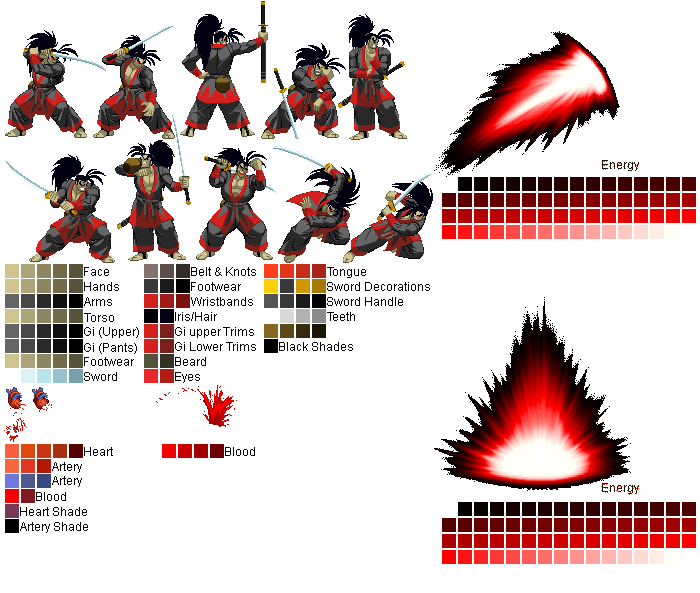 Energy
Face
Hands
Arms
Torso
Gi (Upper)
Gi (Pants)
Footwear
Sword
Belt & Knots
Footwear
Wristbands
Iris/Hair
Gi upper Trims
Gi Lower Trims
Beard
Eyes
Tongue
Sword Decorations
Sword Handle
Teeth
Black Shades
Heart
Artery
Artery
Blood
Heart Shade
Artery Shade
Blood
Energy